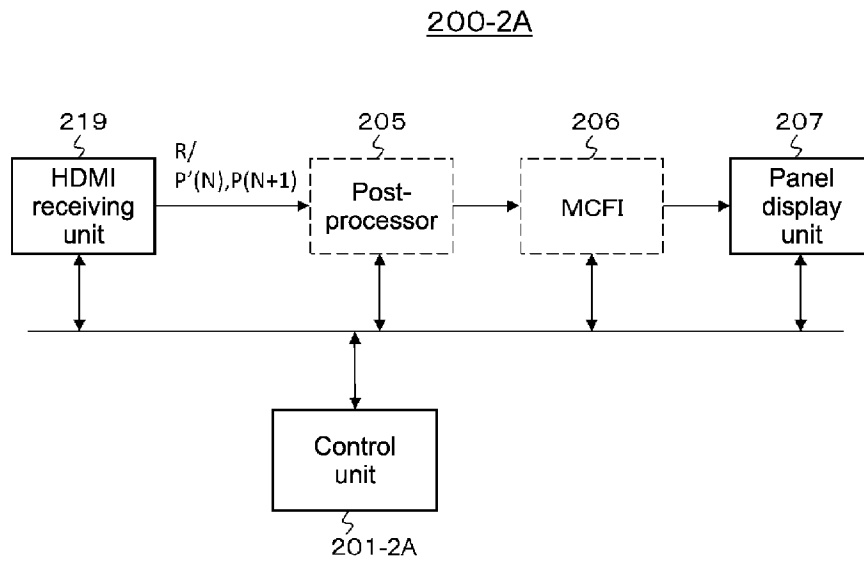 200-2A
219
R/
P'(N),P(N+1)
205
206
207
HDMI
receiving
unit
Post-
processor
MCFI
Panel
display
unit
Control
unit
201-2A